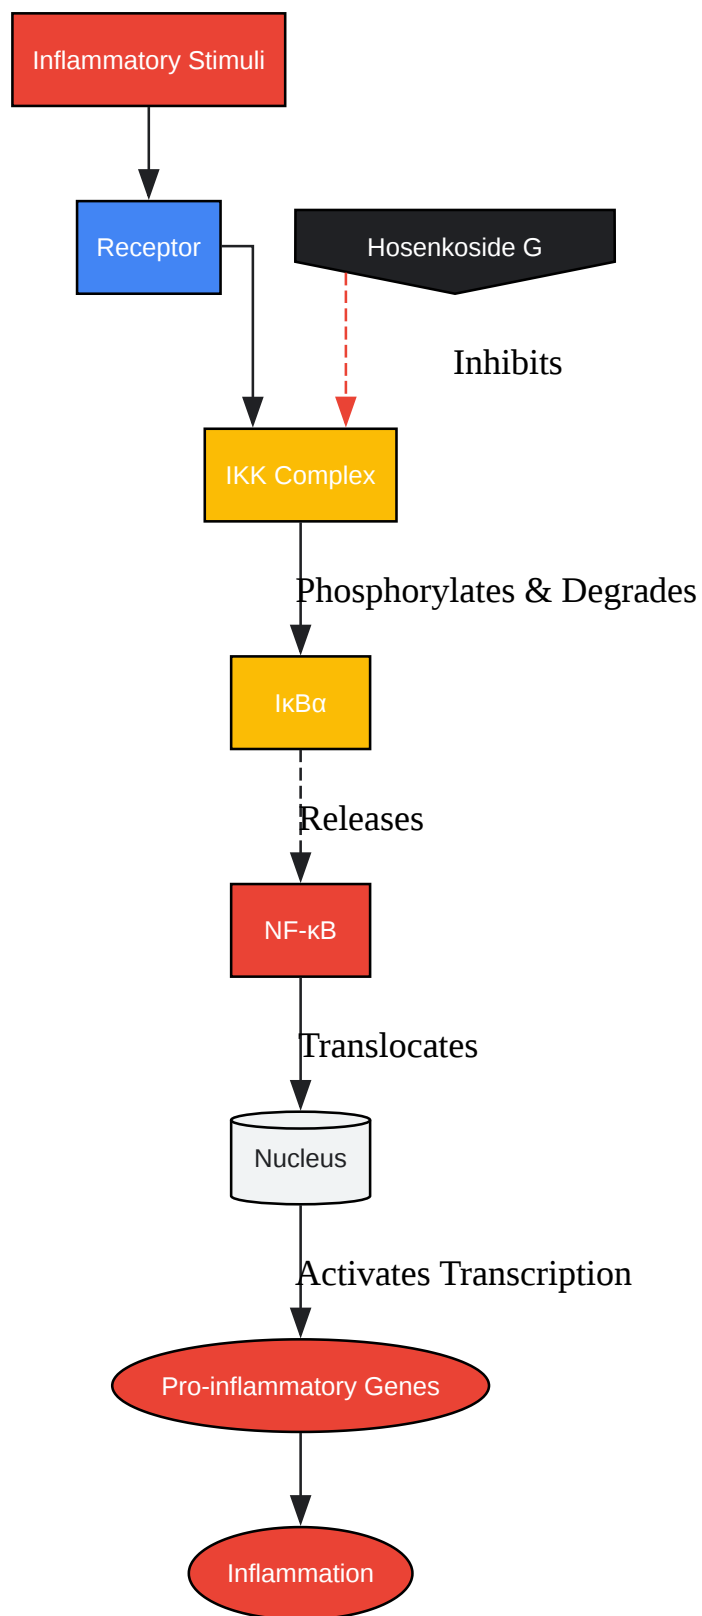 Inflammatory Stimuli
Receptor
Hosenkoside G
Inhibits
IKK Complex
Phosphorylates & Degrades
IκBα
Releases
NF-κB
Translocates
Nucleus
Activates Transcription
Pro-inflammatory Genes
Inflammation